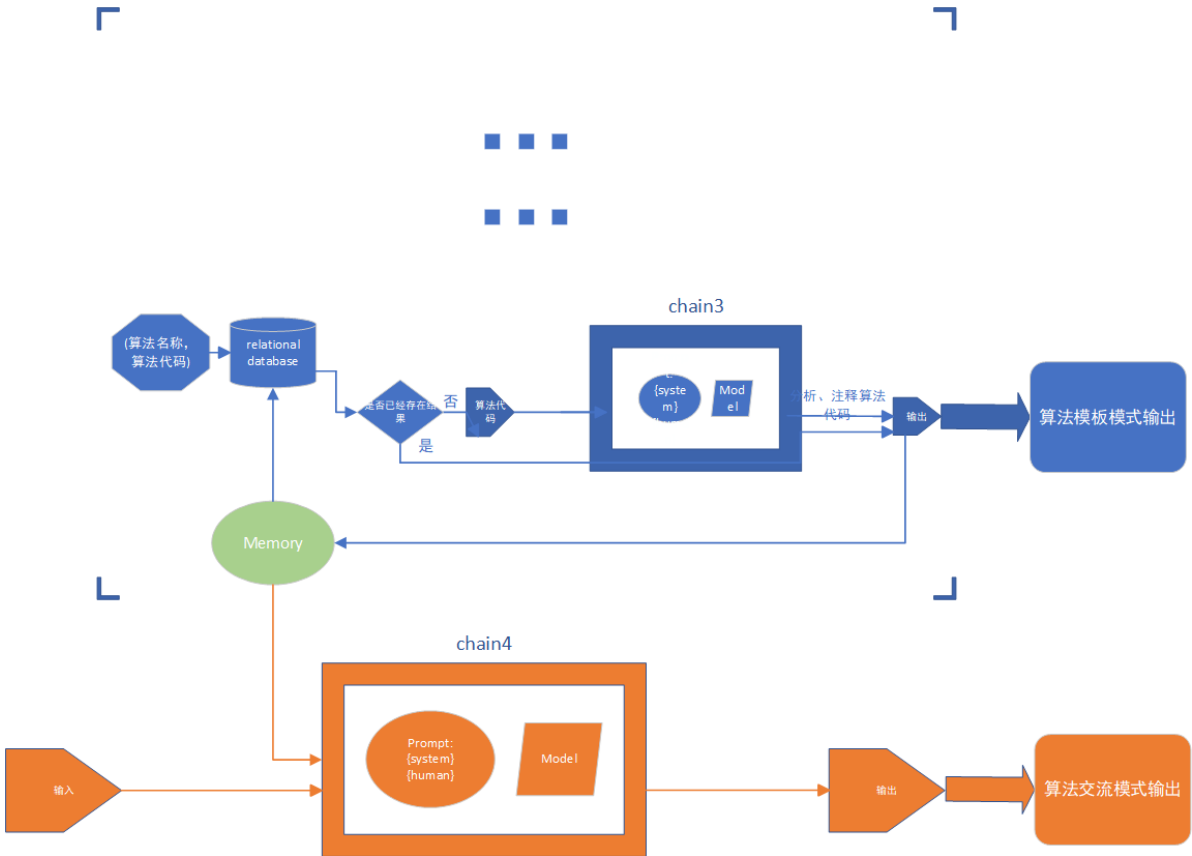 chain3
(算法名称，
算法代码)
relational
database
是否已经存在结
果
否
是
算法代
码
{syste
m}
Mod
el
分析、注释算法
代码
输出
算法模板模式输出
Memory
chain4
Prompt:
{system}
{human}
Model
输入
输出
算法交流模式输出